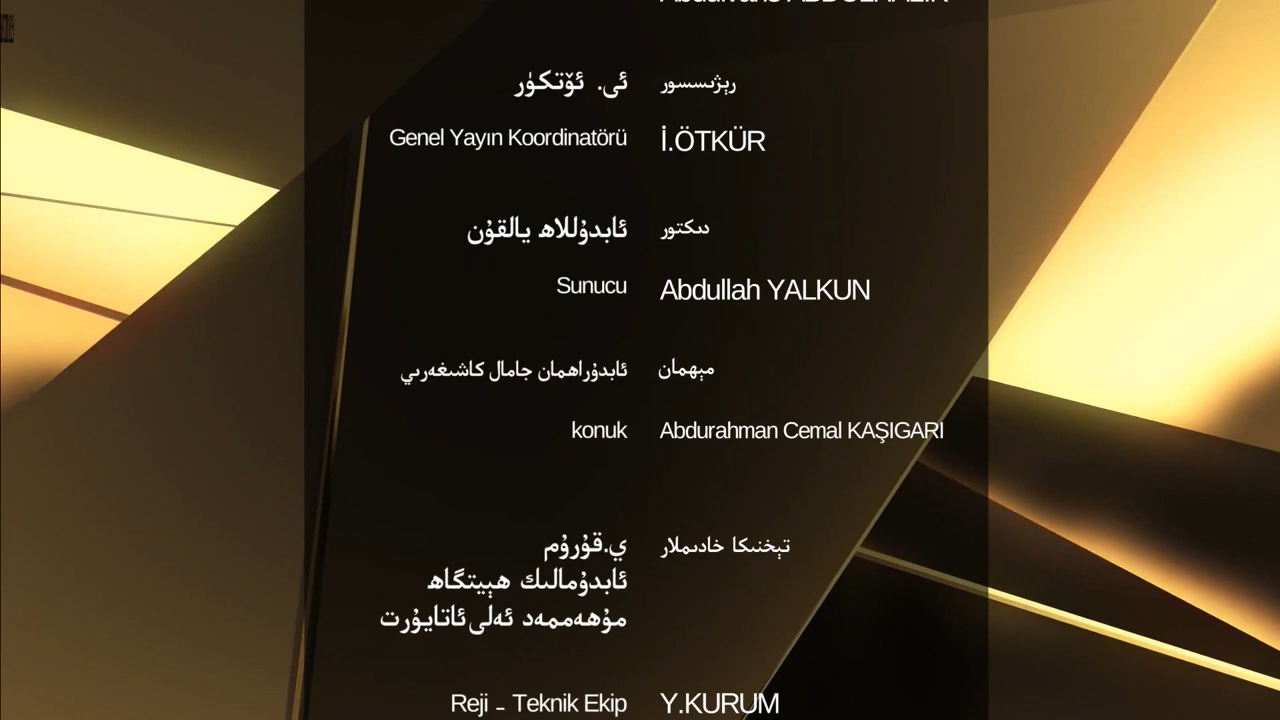 رېژىسسور ئى. ئۆتكۈر
Genel Yayın Koordinatörü İ.ÖTKÜR
دىكتور ئابدۇللاھ يالقۇن
Sunucu Abdullah YALKUN
مېھمان ئابدۇراھمان جامال كاشىغەرىي
konuk Abdurahman Cemal KAŞIGARI
تېخنىكا خادىملار ي.قۇرۇم
ئابدۇمالىك ھېيتگاھ
مۇھەممەد ئەلى ئاتايۇرت
Reji - Teknik Ekip Y.KURUM